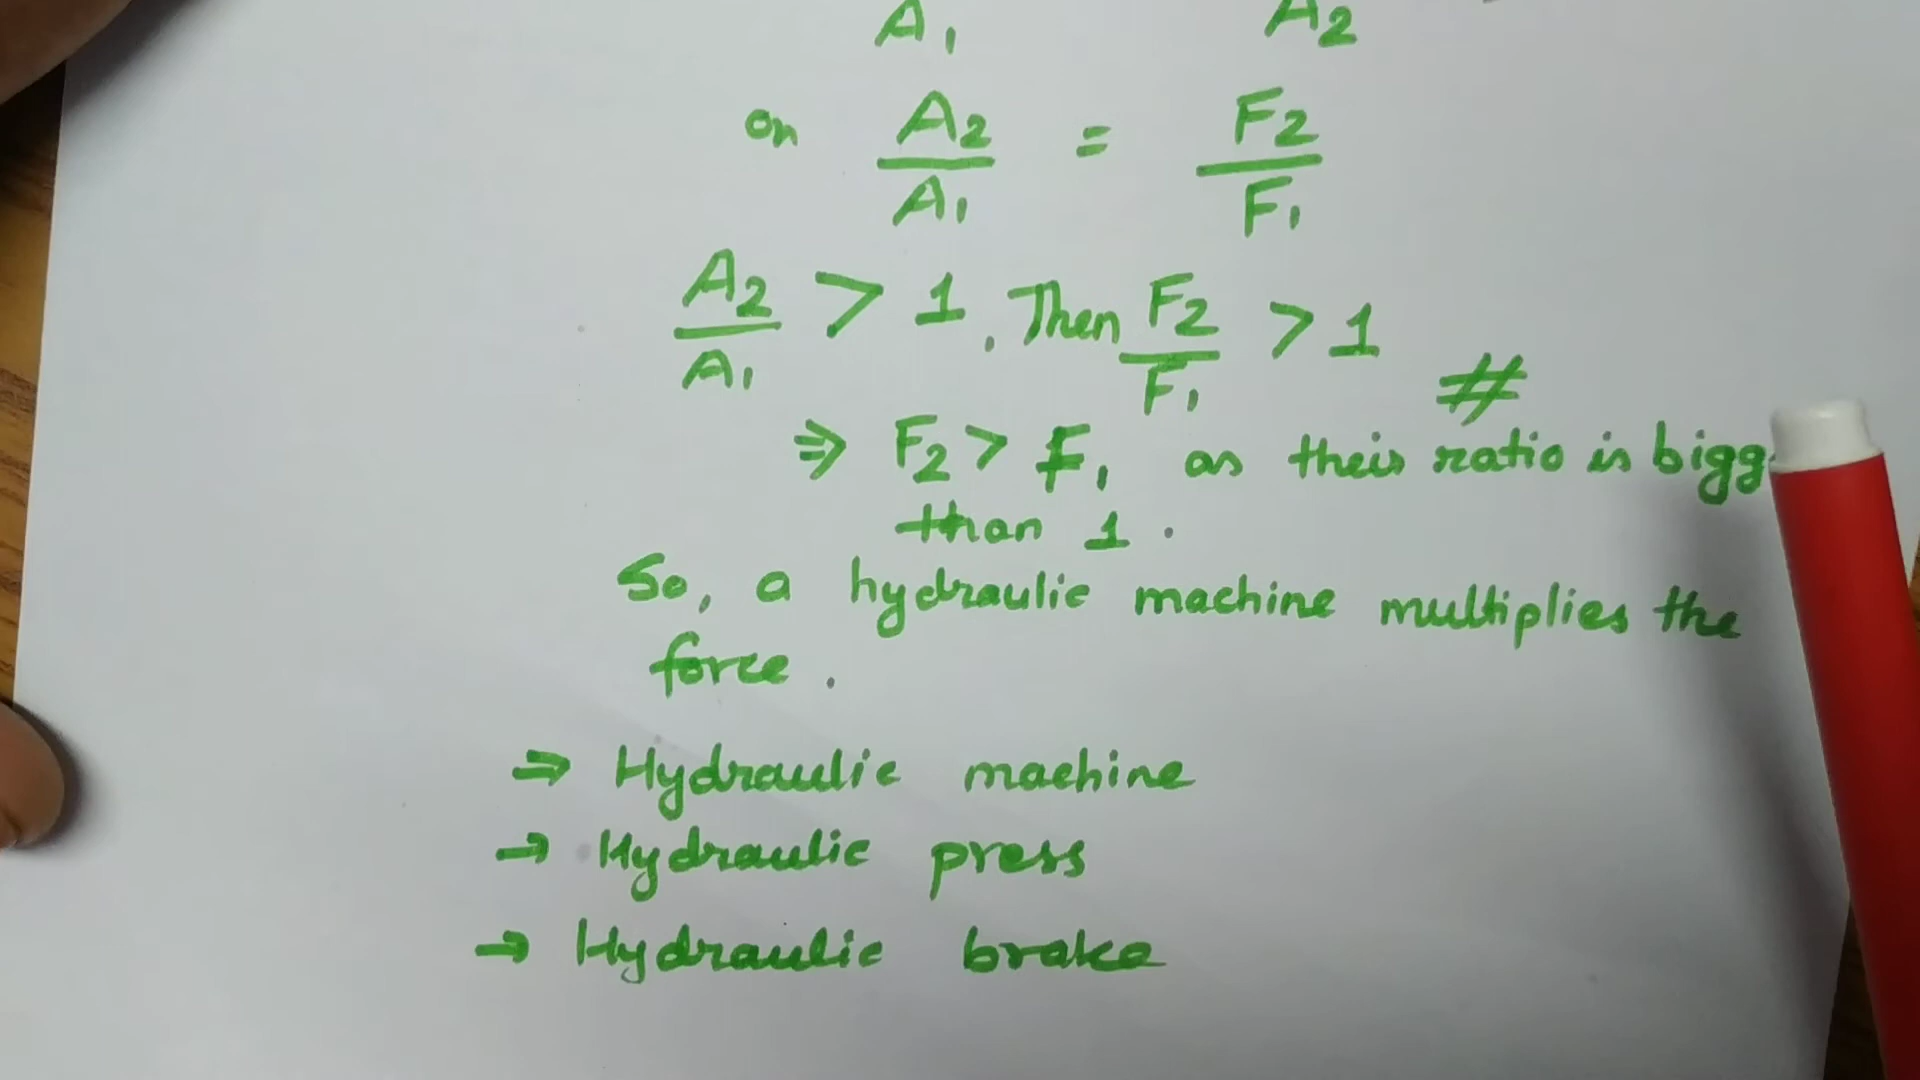 A1 A2
or A2/A1 = F2/F1
A2/A1 > 1. Then F2/F1 > 1 #
⇒ F2 > F1 as their ratio is bigg
than 1.
So, a hydraulic machine multiplies the
force.
⇒ Hydraulic machine
→ Hydraulic press
→ Hydraulic brake